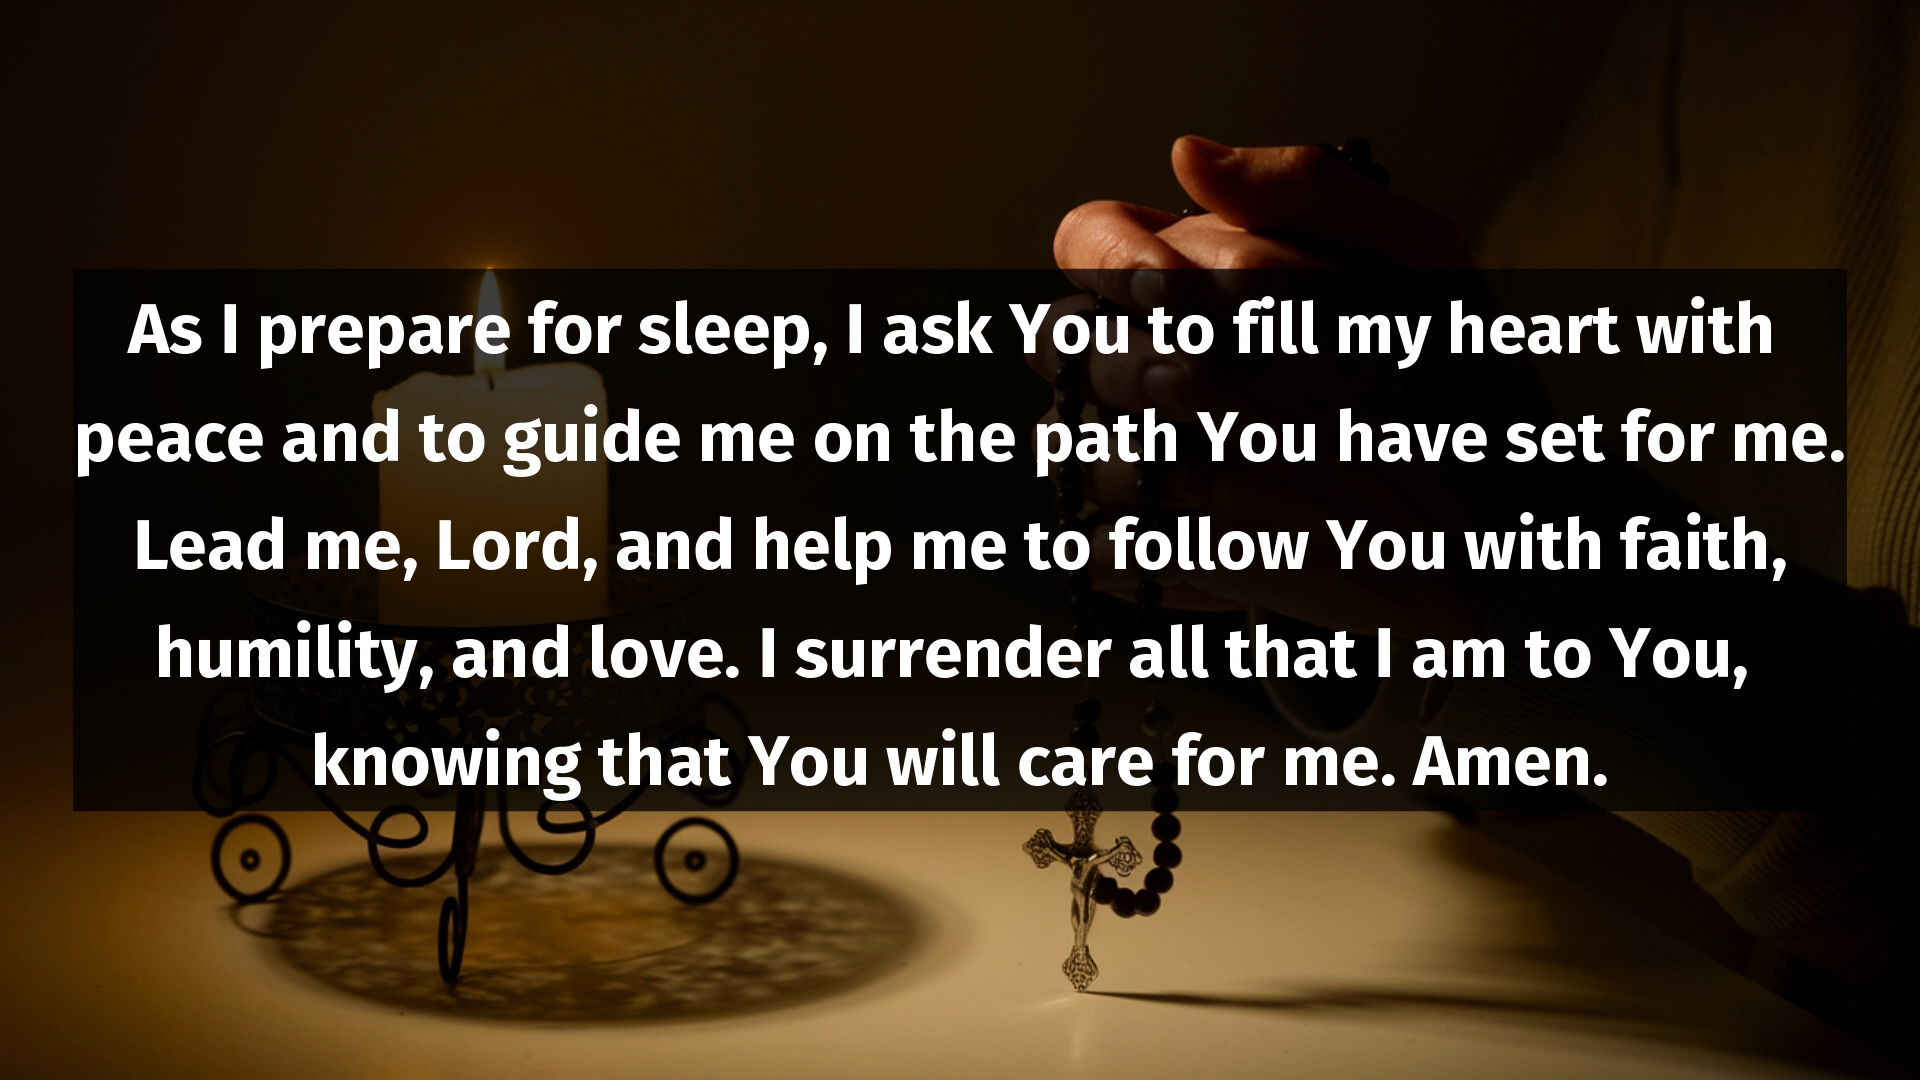 As I prepare for sleep, I ask You to fill my heart with
peace and to guide me on the path You have set for me.
Lead me, Lord, and help me to follow You with faith,
humility, and love. I surrender all that I am to You,
knowing that You will care for me. Amen.